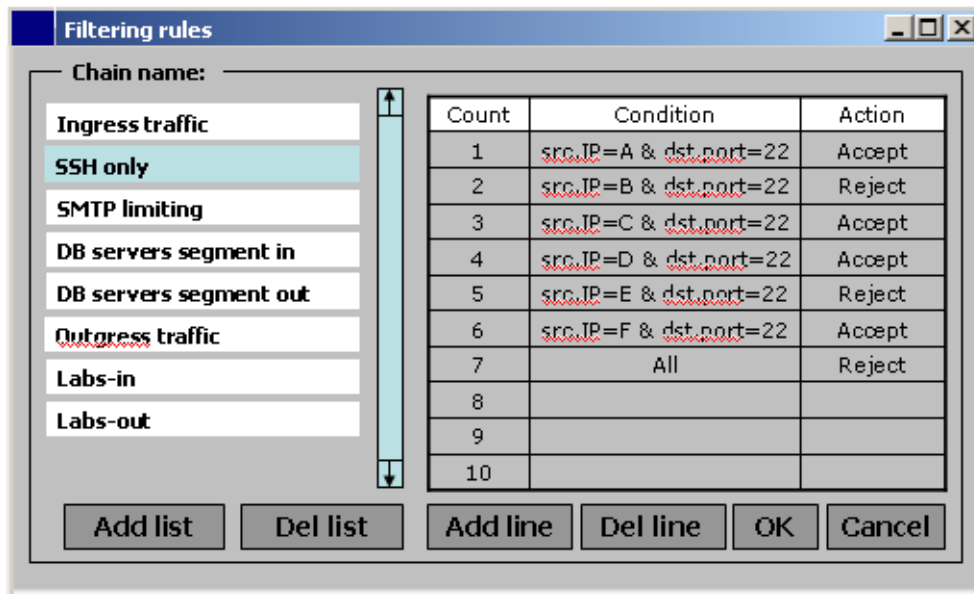 Filtering rules
Chain name:
Ingress traffic
SSH only
SMTP limiting
DB servers segment in
DB servers segment out
Outgress traffic
Labs-in
Labs-out
Count Condition Action
1 src.IP=A & dst.port=22 Accept
2 src.IP=B & dst.port=22 Reject
3 src.IP=C & dst.port=22 Accept
4 src.IP=D & dst.port=22 Accept
5 src.IP=E & dst.port=22 Reject
6 src.IP=F & dst.port=22 Accept
7 All Reject
8
9
10
Add list Del list Add line Del line OK Cancel